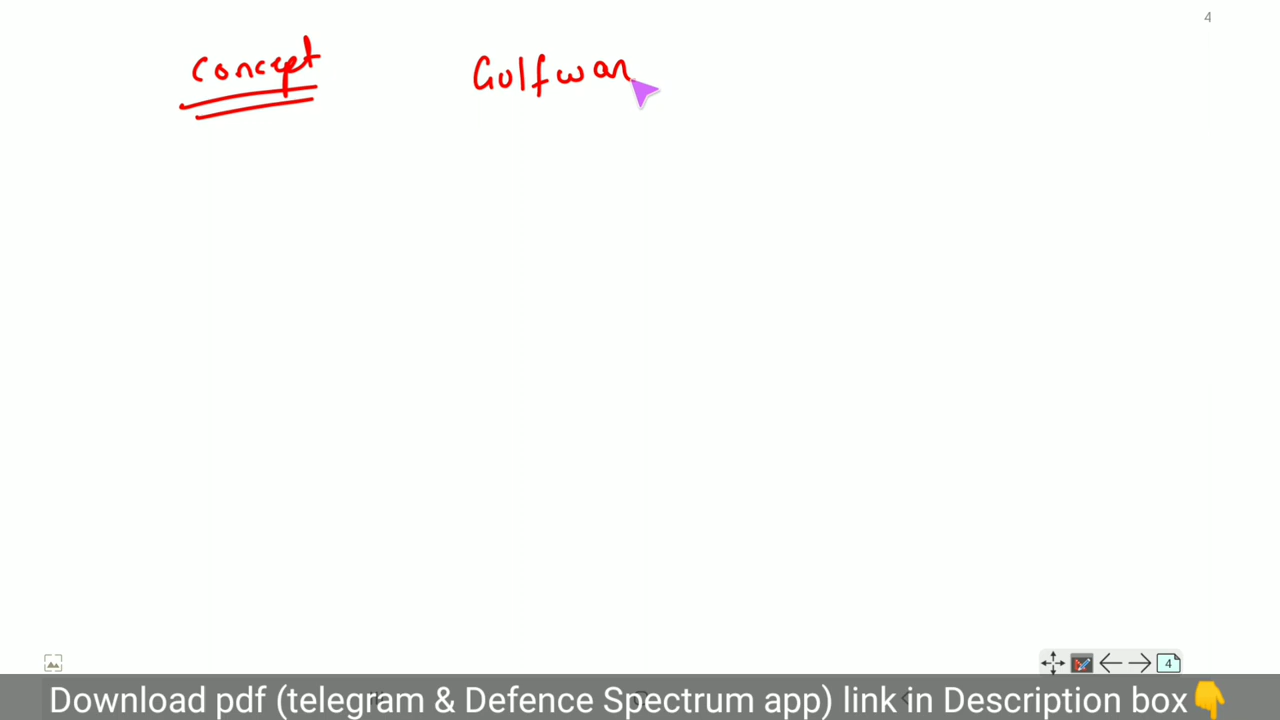 4
Concept Golfwar
4
Download pdf (telegram & Defence Spectrum app) link in Description box👇